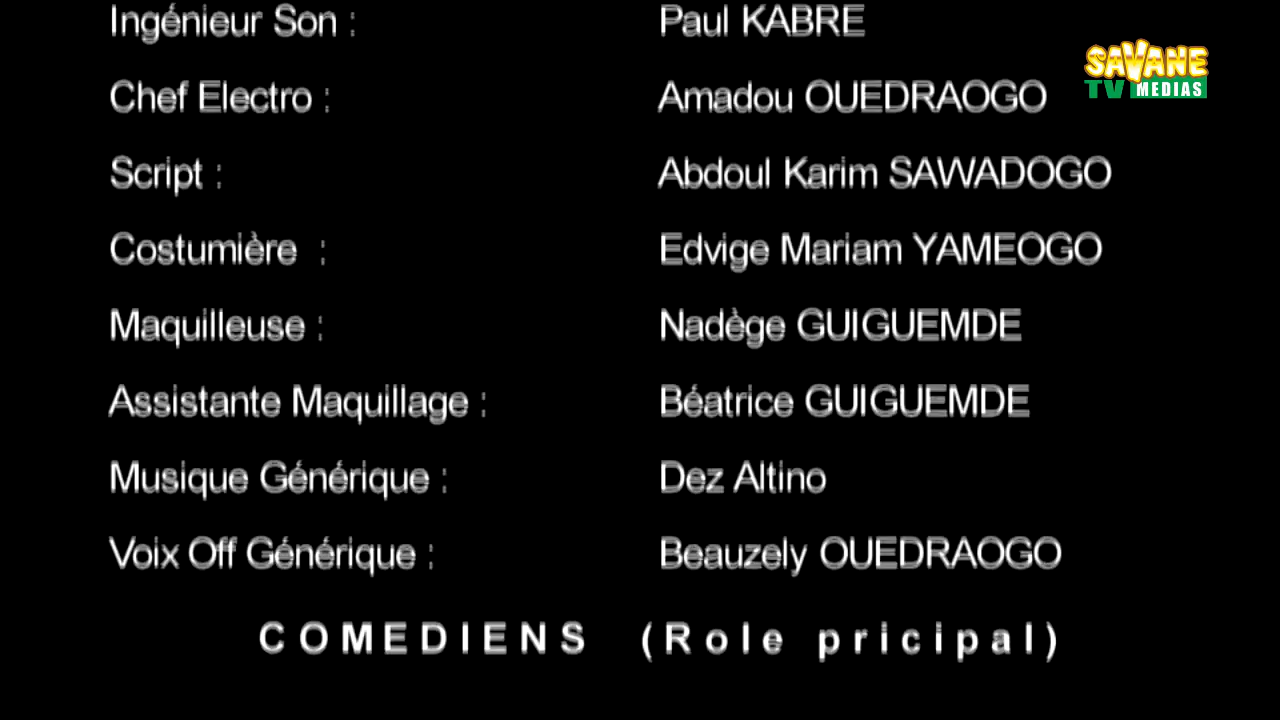 Ingénieur Son : Paul KABRE
SAVANE
TV MEDIAS
Chef Electro : Amadou OUEDRAOGO
Script : Abdoul Karim SAWADOGO
Costumière : Edvige Mariam YAMEOGO
Maquilleuse : Nadège GUIGUEMDE
Assistante Maquillage : Béatrice GUIGUEMDE
Musique Générique : Dez Altino
Voix Off Générique : Beauzely OUEDRAOGO
COMEDIENS (Role pricipal)